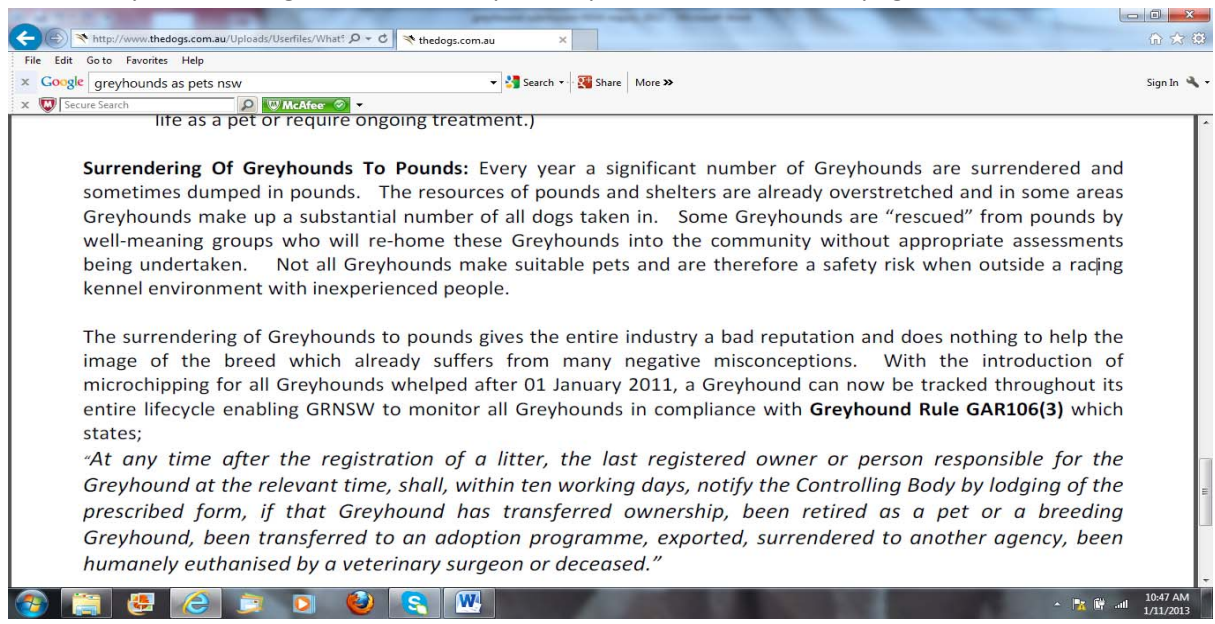 http://www.thedogs.com.au/Uploads/Userfiles/What'
thedogs.com.au
File Edit Go to Favorites Help
x Google greyhounds as pets nsw Search Share More >> Sign In
x Secure Search McAfee
life as a pet or require ongoing treatment.)
Surrendering Of Greyhounds To Pounds: Every year a significant number of Greyhounds are surrendered and
sometimes dumped in pounds. The resources of pounds and shelters are already overstretched and in some areas
Greyhounds make up a substantial number of all dogs taken in. Some Greyhounds are “rescued” from pounds by
well-meaning groups who will re-home these Greyhounds into the community without appropriate assessments
being undertaken. Not all Greyhounds make suitable pets and are therefore a safety risk when outside a racing
kennel environment with inexperienced people.
The surrendering of Greyhounds to pounds gives the entire industry a bad reputation and does nothing to help the
image of the breed which already suffers from many negative misconceptions. With the introduction of
microchipping for all Greyhounds whelped after 01 January 2011, a Greyhound can now be tracked throughout its
entire lifecycle enabling GRNSW to monitor all Greyhounds in compliance with Greyhound Rule GAR106(3) which
states;
“At any time after the registration of a litter, the last registered owner or person responsible for the
Greyhound at the relevant time, shall, within ten working days, notify the Controlling Body by lodging of the
prescribed form, if that Greyhound has transferred ownership, been retired as a pet or a breeding
Greyhound, been transferred to an adoption programme, exported, surrendered to another agency, been
humanely euthanised by a veterinary surgeon or deceased.”
10:47 AM
1/11/2013